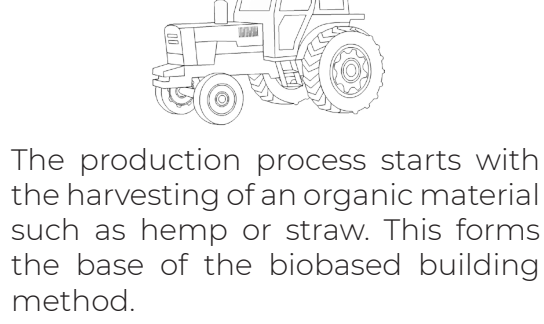 The production process starts with
the harvesting of an organic material
such as hemp or straw. This forms
the base of the biobased building
method.